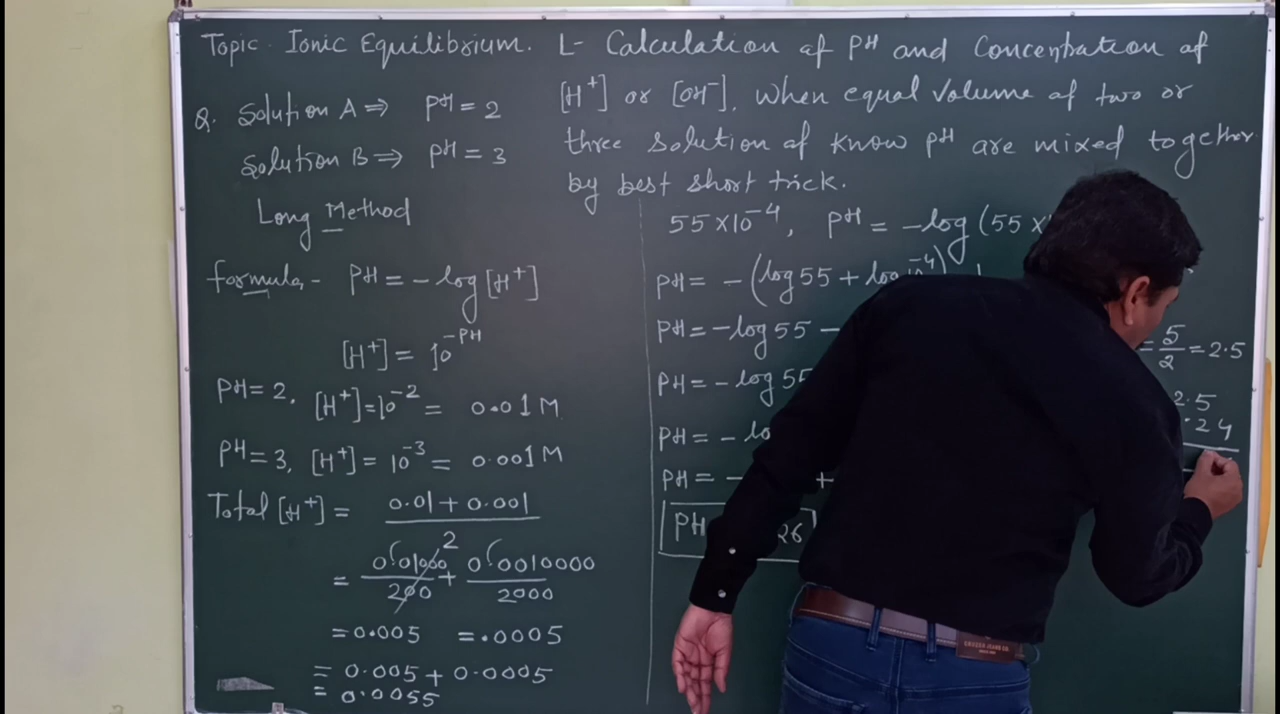 Topic. Ionic Equilibrium. L- Calculation of PH and Concentration of
[H+] or [OH-], When equal Volume of two or
three Solution of know PH are mixed together
by best short trick.
Q. Solution A ⇒ PH = 2
Solution B ⇒ PH = 3
Long Method
formula - PH = - log [H+]
[H+] = 10^-PH
PH = 2. [H+] = 10^-2 = 0.01 M
PH = 3, [H+] = 10^-3 = 0.001 M
Total [H+] = 0.01 + 0.001
2
= 0.01000/200 + 0.0010000/2000
= 0.005 = .0005
= 0.005 + 0.0005
= 0.0055
55 × 10^-4, PH = - log (55 ×
PH = - (log 55 + log 10^-4)
PH = - log 55 -
PH = - log 55
PH = - lo
PH = - +
PH 26
= 5/2 = 2.5
2.5
.24